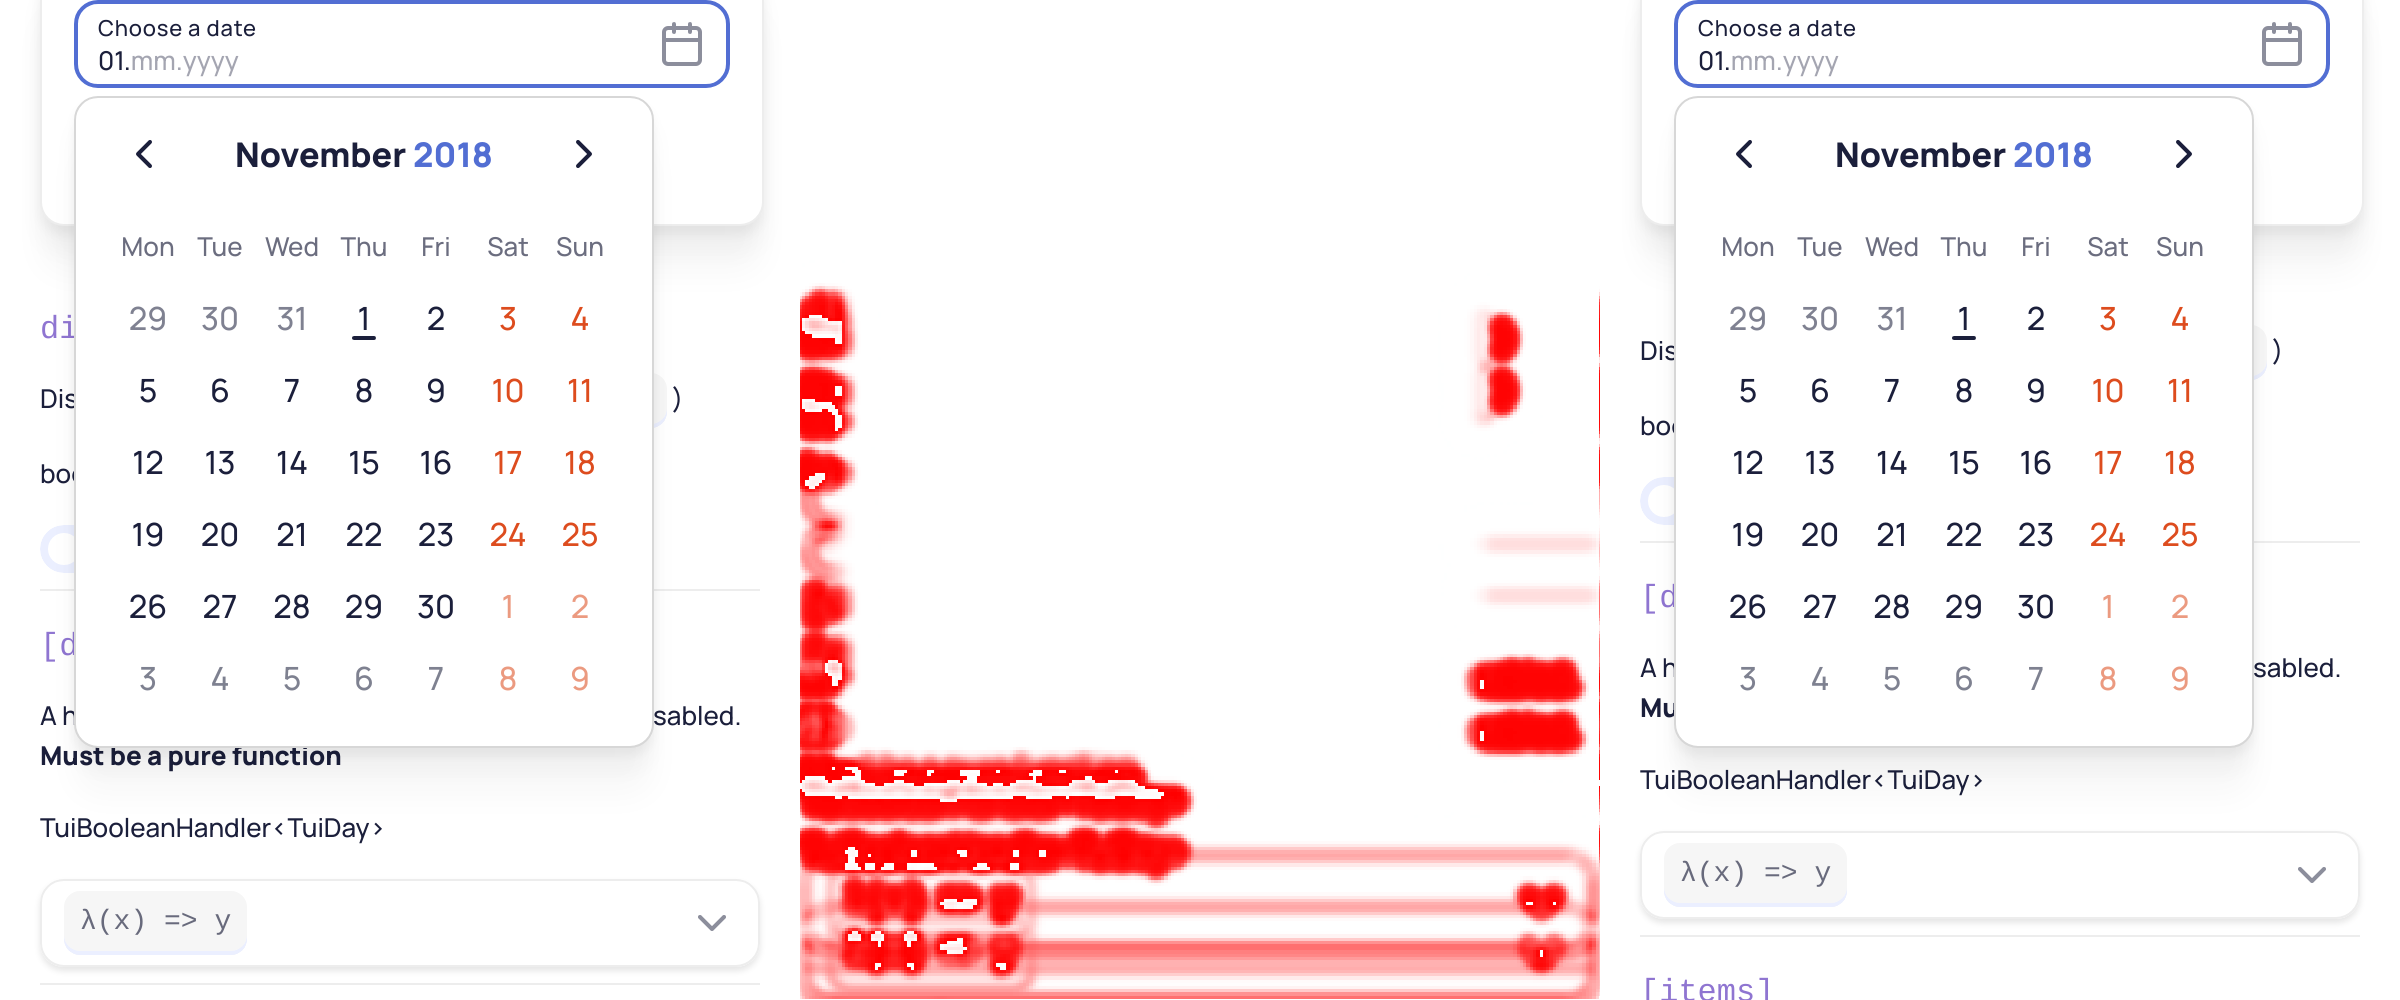 Choose a date
01.mm.yyyy
November 2018
Mon Tue Wed Thu Fri Sat Sun
29 30 31 1 2 3 4
5 6 7 8 9 10 11
12 13 14 15 16 17 18
19 20 21 22 23 24 25
26 27 28 29 30 1 2
3 4 5 6 7 8 9
di
Dis )
boo
[d
A h sabled.
Must be a pure function
TuiBooleanHandler<TuiDay>
λ(x) => y
Choose a date
01.mm.yyyy
November 2018
Mon Tue Wed Thu Fri Sat Sun
29 30 31 1 2 3 4
5 6 7 8 9 10 11
12 13 14 15 16 17 18
19 20 21 22 23 24 25
26 27 28 29 30 1 2
3 4 5 6 7 8 9
Dis )
boo
[d
A h sabled.
Mu
TuiBooleanHandler<TuiDay>
λ(x) => y
[items]